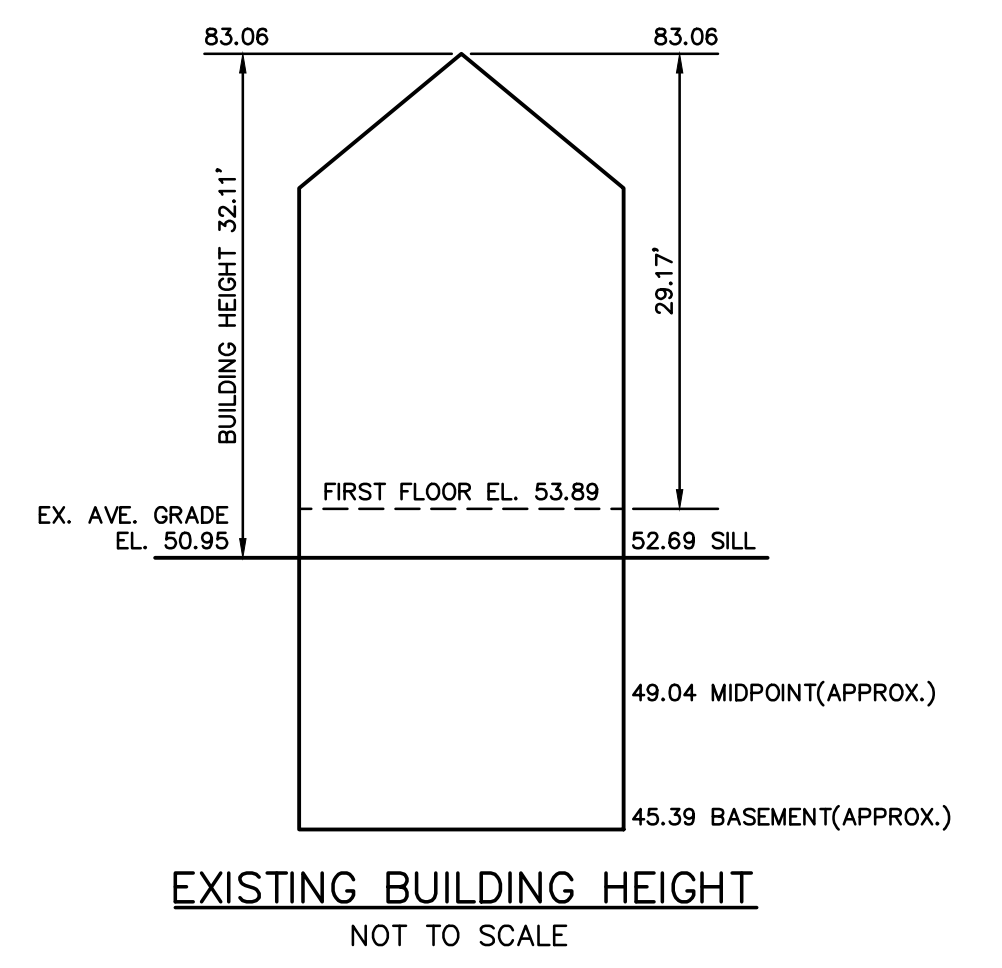 83.06
83.06
BUILDING HEIGHT 32.11'
29.17'
FIRST FLOOR EL. 53.89
EX. AVE. GRADE
EL. 50.95
52.69 SILL
49.04 MIDPOINT(APPROX.)
45.39 BASEMENT(APPROX.)
EXISTING BUILDING HEIGHT
NOT TO SCALE